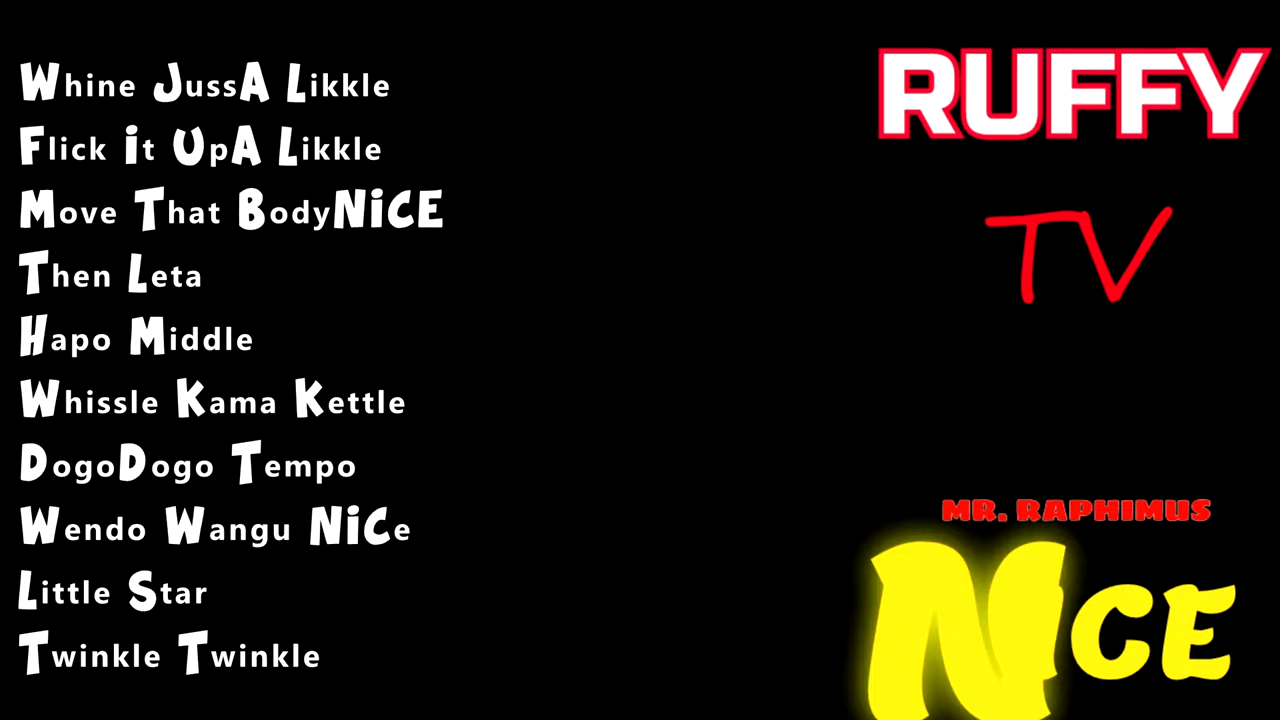 Whine JussA Likkle
Flick it UpA Likkle
Move That BodyNiCE
Then Leta
Hapo Middle
Whissle Kama Kettle
DogoDogo Tempo
Wendo Wangu NiCe
Little Star
Twinkle Twinkle
RUFFY
TV
MR. RAPHIMUS
NiCE